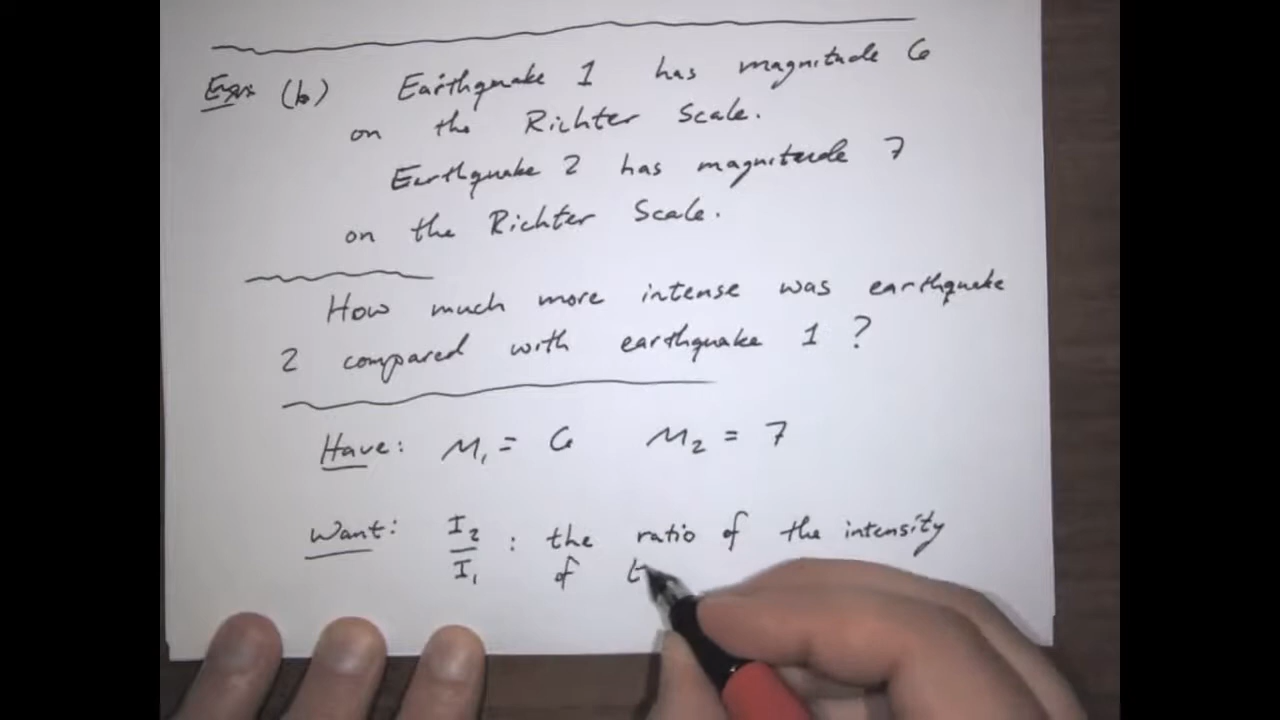 Exs (b) Earthquake 1 has magnitude 6
on the Richter Scale.
Earthquake 2 has magnitude 7
on the Richter Scale.
How much more intense was earthquake
2 compared with earthquake 1 ?
Have: M₁ = 6 M₂ = 7
Want: I₂/I₁ : the ratio of the intensity
of t